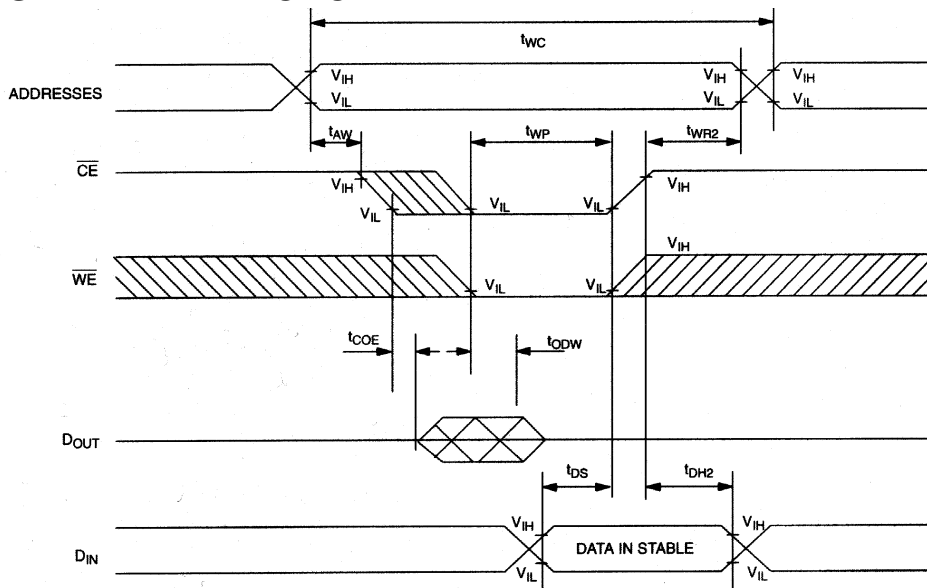 tWC
ADDRESSES
VIH
VIL
VIH
VIL
VIH
VIL
tAW
tWP
tWR2
CE
VIH
VIL
VIL
VIL
VIH
WE
VIL
VIL
VIH
tCOE
tODW
DOUT
tDS
tDH2
DIN
VIH
VIL
DATA IN STABLE
VIH
VIL